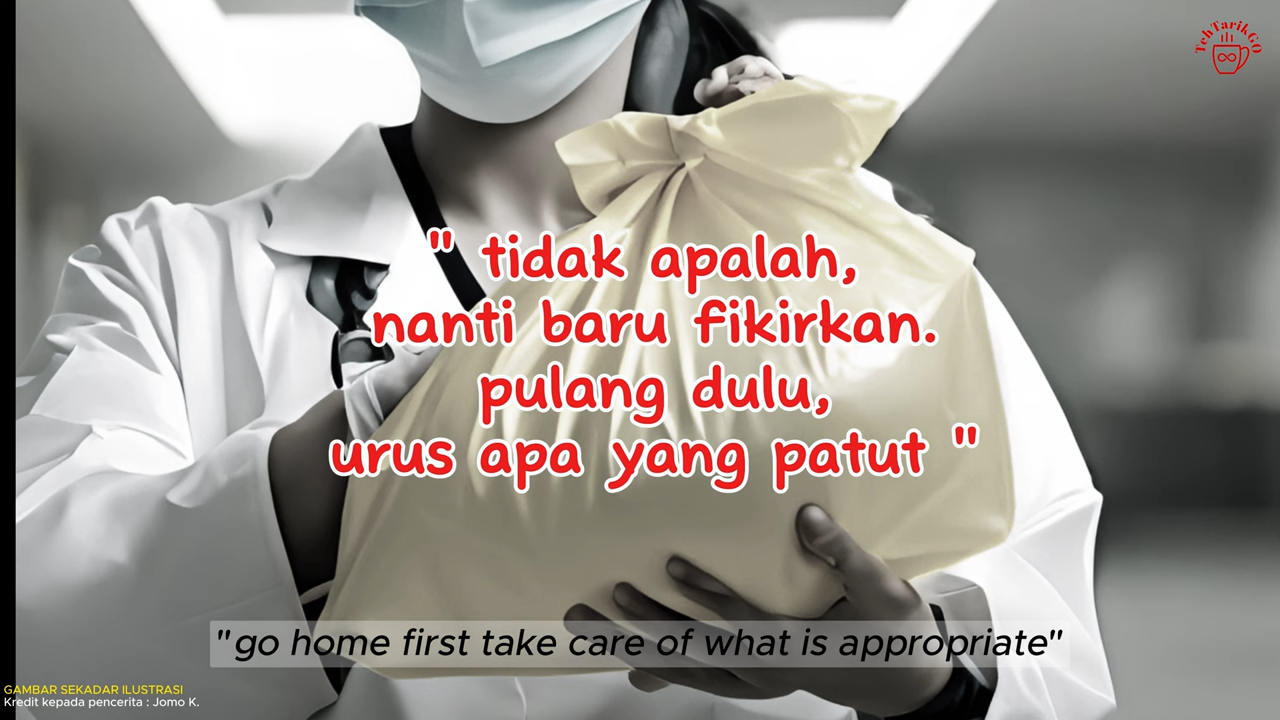 TehTarikGO
" tidak apalah,
nanti baru fikirkan.
pulang dulu,
urus apa yang patut "
"go home first take care of what is appropriate"
GAMBAR SEKADAR ILUSTRASI
Kredit kepada pencerita : Jomo K.